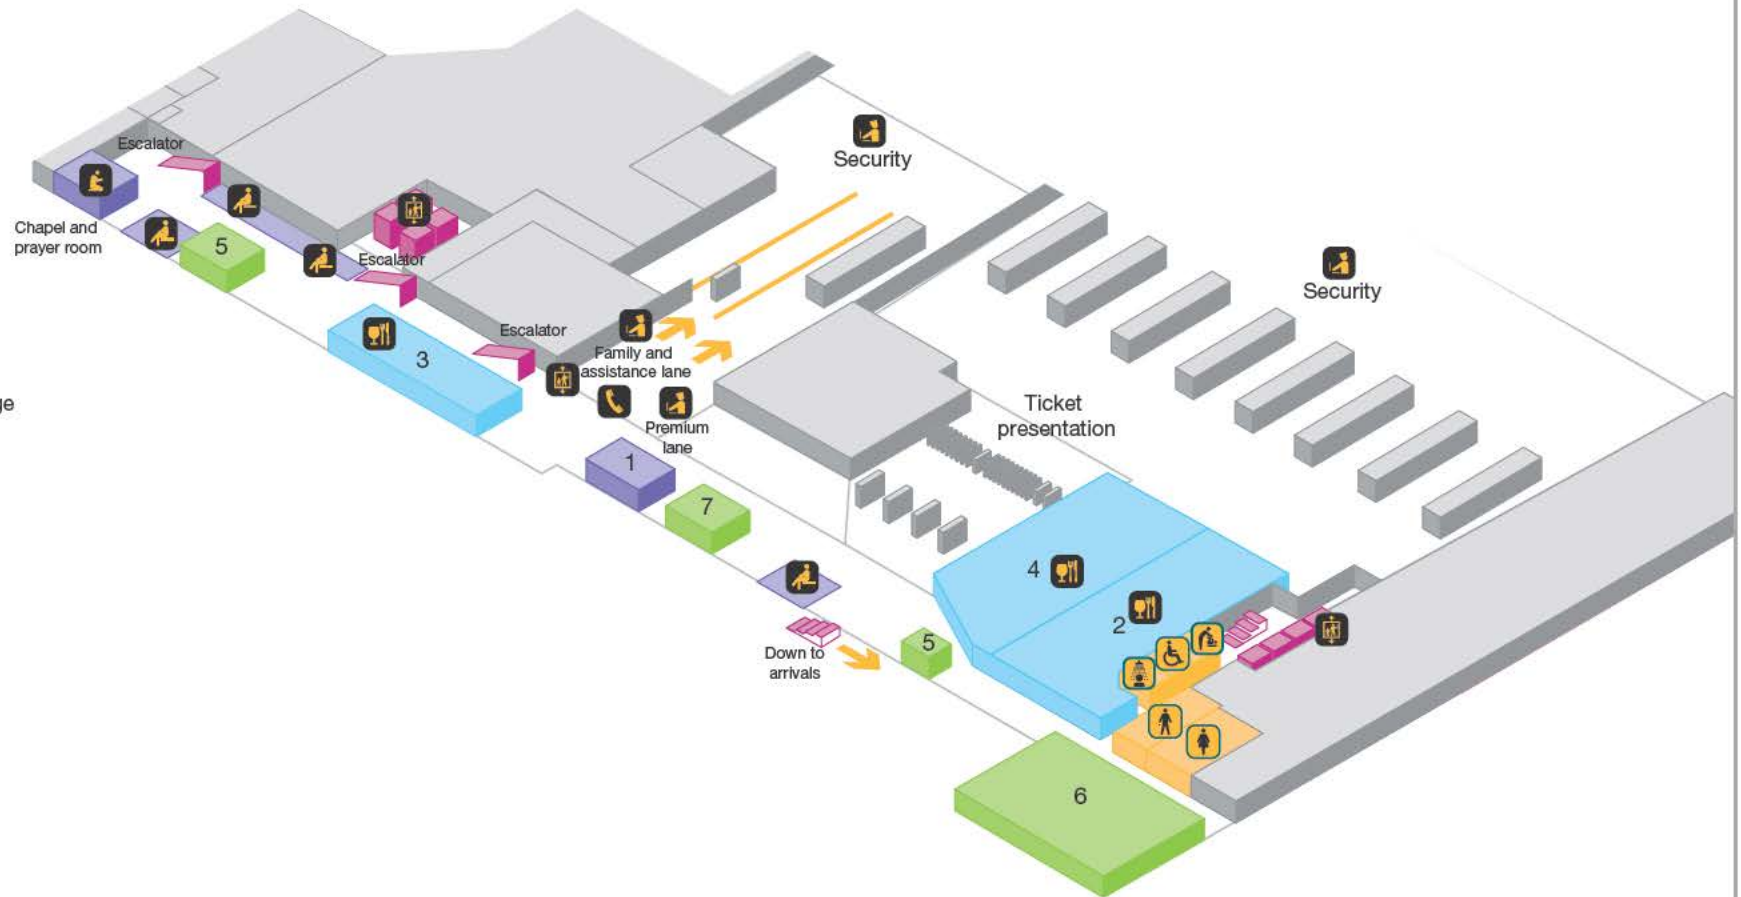 Security
Escalator
Chapel and
prayer room
5
Escalator
Security
Escalator
3
Family and
assistance lane
Premium
lane
Ticket
presentation
1
7
4
2
5
Down to
arrivals
6